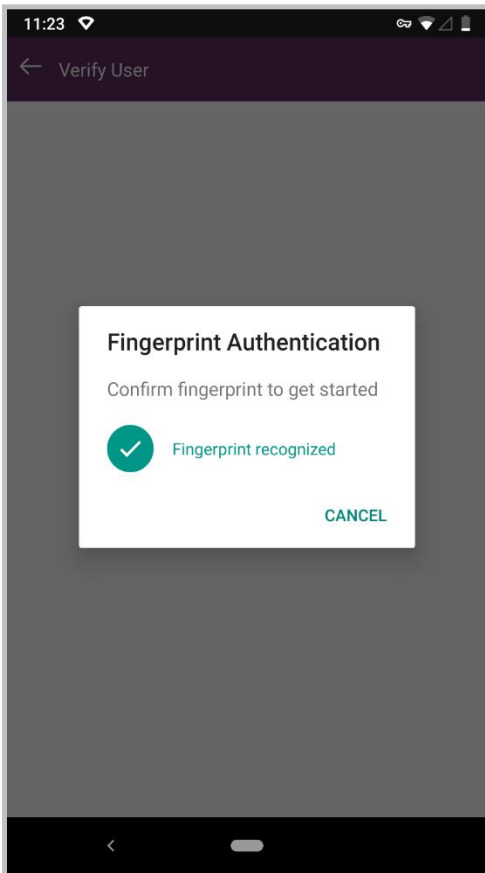 11:23
Verify User
Fingerprint Authentication
Confirm fingerprint to get started
Fingerprint recognized
CANCEL